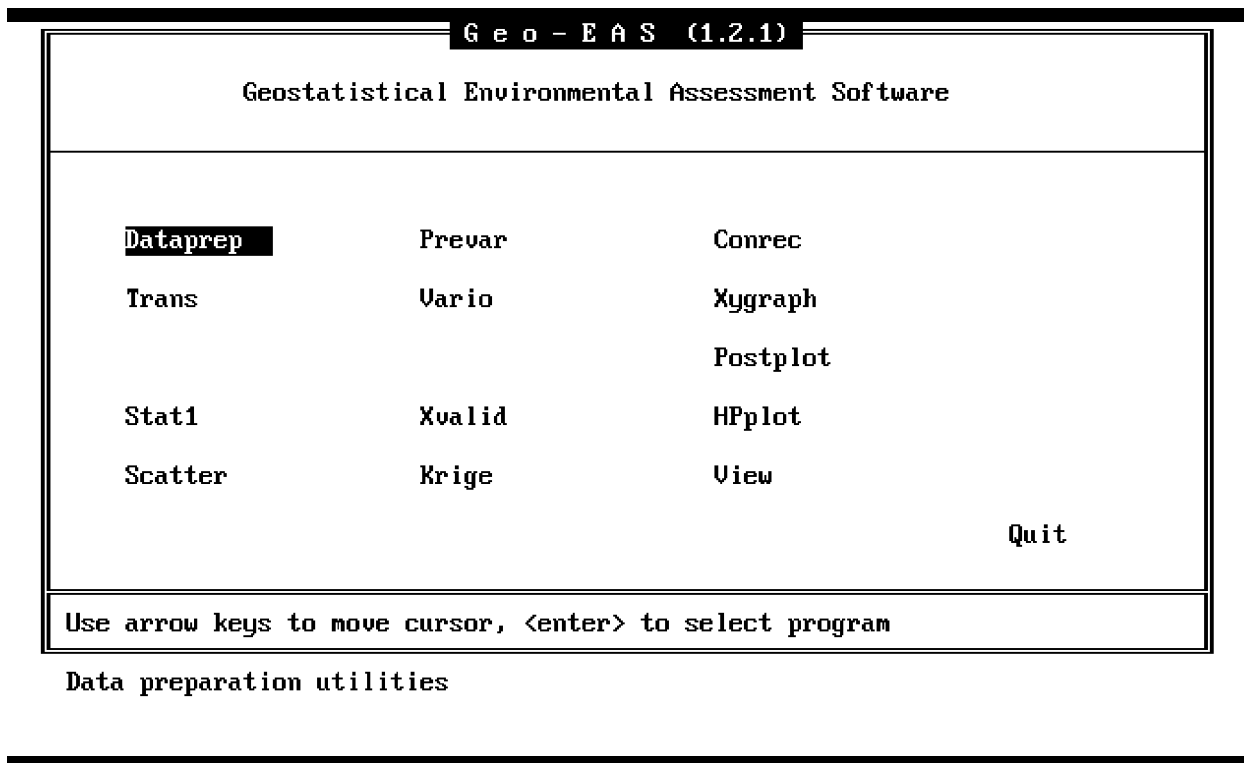 Geo-EAS (1.2.1)
Geostatistical Environmental Assessment Software
Dataprep Prevar Conrec
Trans Vario Xygraph
Postplot
Stat1 Xvalid HPplot
Scatter Krige View
Quit
Use arrow keys to move cursor, <enter> to select program
Data preparation utilities